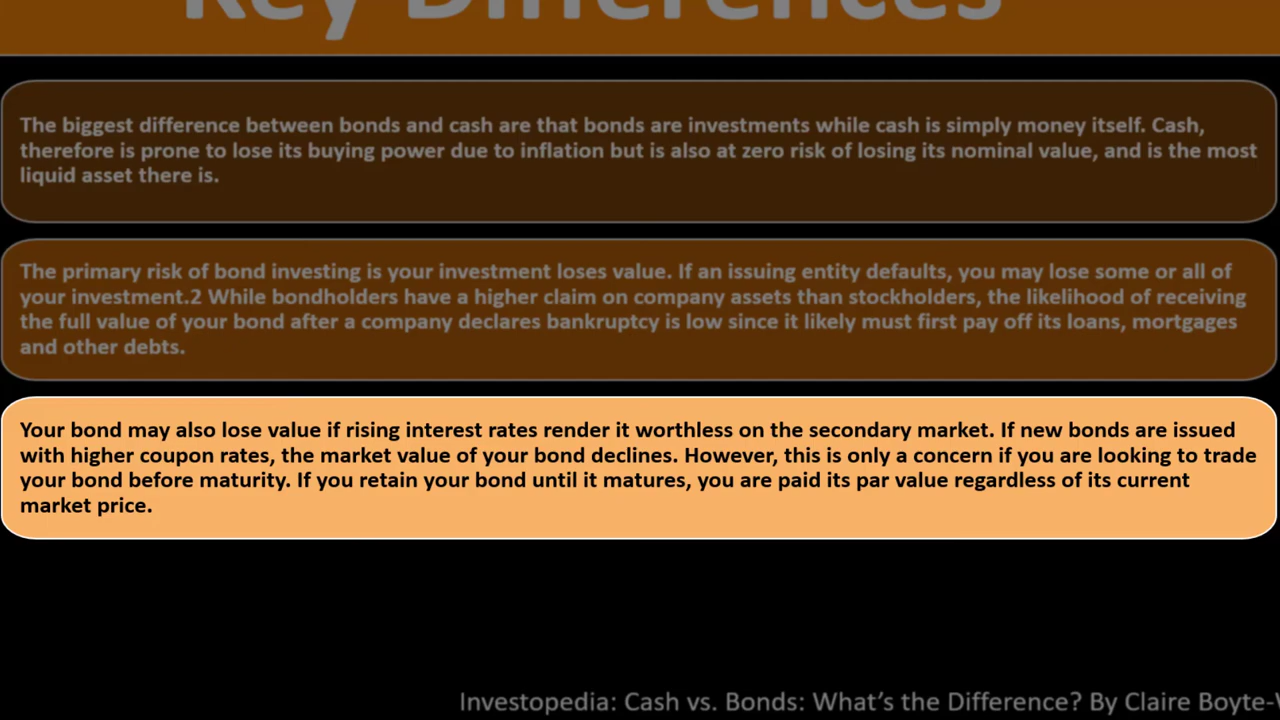 Key Differences
The biggest difference between bonds and cash are that bonds are investments while cash is simply money itself. Cash,
therefore is prone to lose its buying power due to inflation but is also at zero risk of losing its nominal value, and is the most
liquid asset there is.
The primary risk of bond investing is your investment loses value. If an issuing entity defaults, you may lose some or all of
your investment.2 While bondholders have a higher claim on company assets than stockholders, the likelihood of receiving
the full value of your bond after a company declares bankruptcy is low since it likely must first pay off its loans, mortgages
and other debts.
Your bond may also lose value if rising interest rates render it worthless on the secondary market. If new bonds are issued
with higher coupon rates, the market value of your bond declines. However, this is only a concern if you are looking to trade
your bond before maturity. If you retain your bond until it matures, you are paid its par value regardless of its current
market price.
Investopedia: Cash vs. Bonds: What’s the Difference? By Claire Boyte-